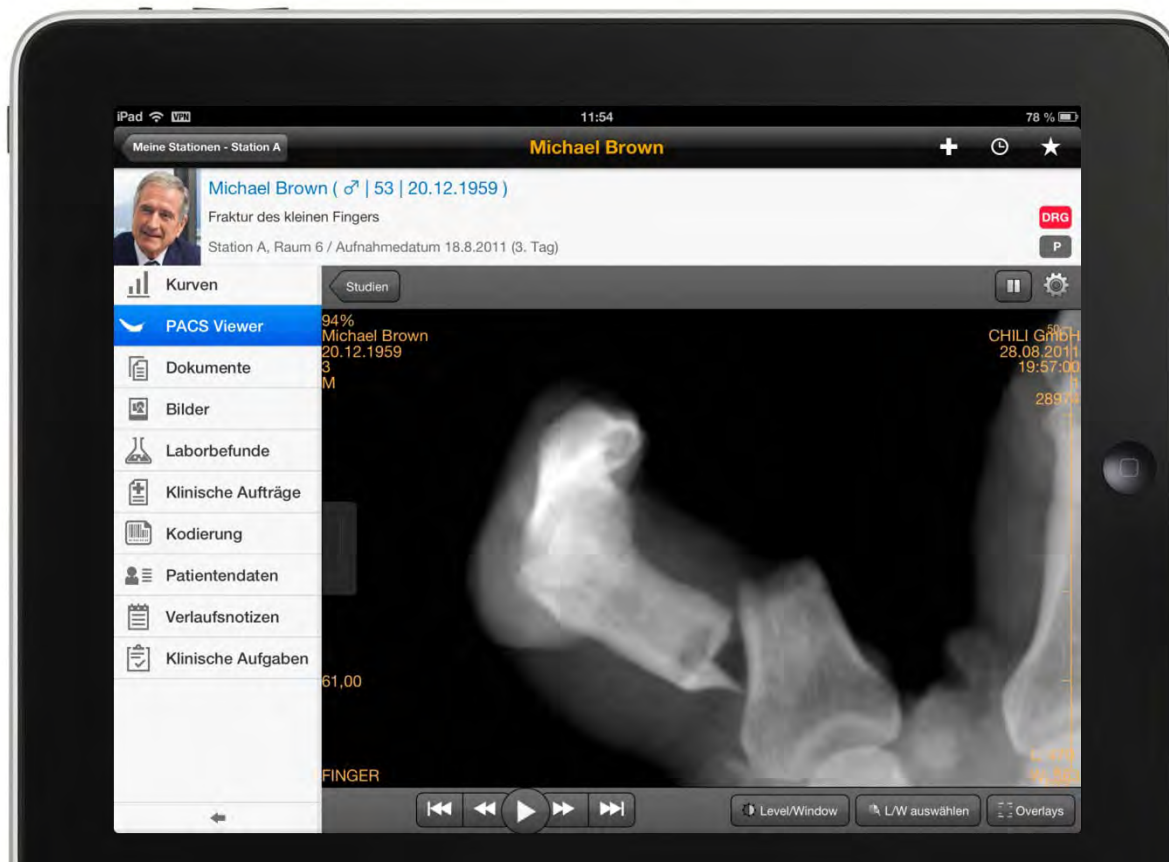 iPad VPN 11:54 78 %
Meine Stationen - Station A
Michael Brown
Michael Brown ( ♂ | 53 | 20.12.1959 )
Fraktur des kleinen Fingers
DRG
Station A, Raum 6 / Aufnahmedatum 18.8.2011 (3. Tag)
P
Kurven
PACS Viewer
Dokumente
Bilder
Laborbefunde
Klinische Aufträge
Kodierung
Patientendaten
Verlaufsnotizen
Klinische Aufgaben
Studien
94%
Michael Brown
20.12.1959
3
M
50
CHILI GmbH
28.08.2011
19:57:00
1
61,00
FINGER
Level/Window
L/W auswählen
Overlays